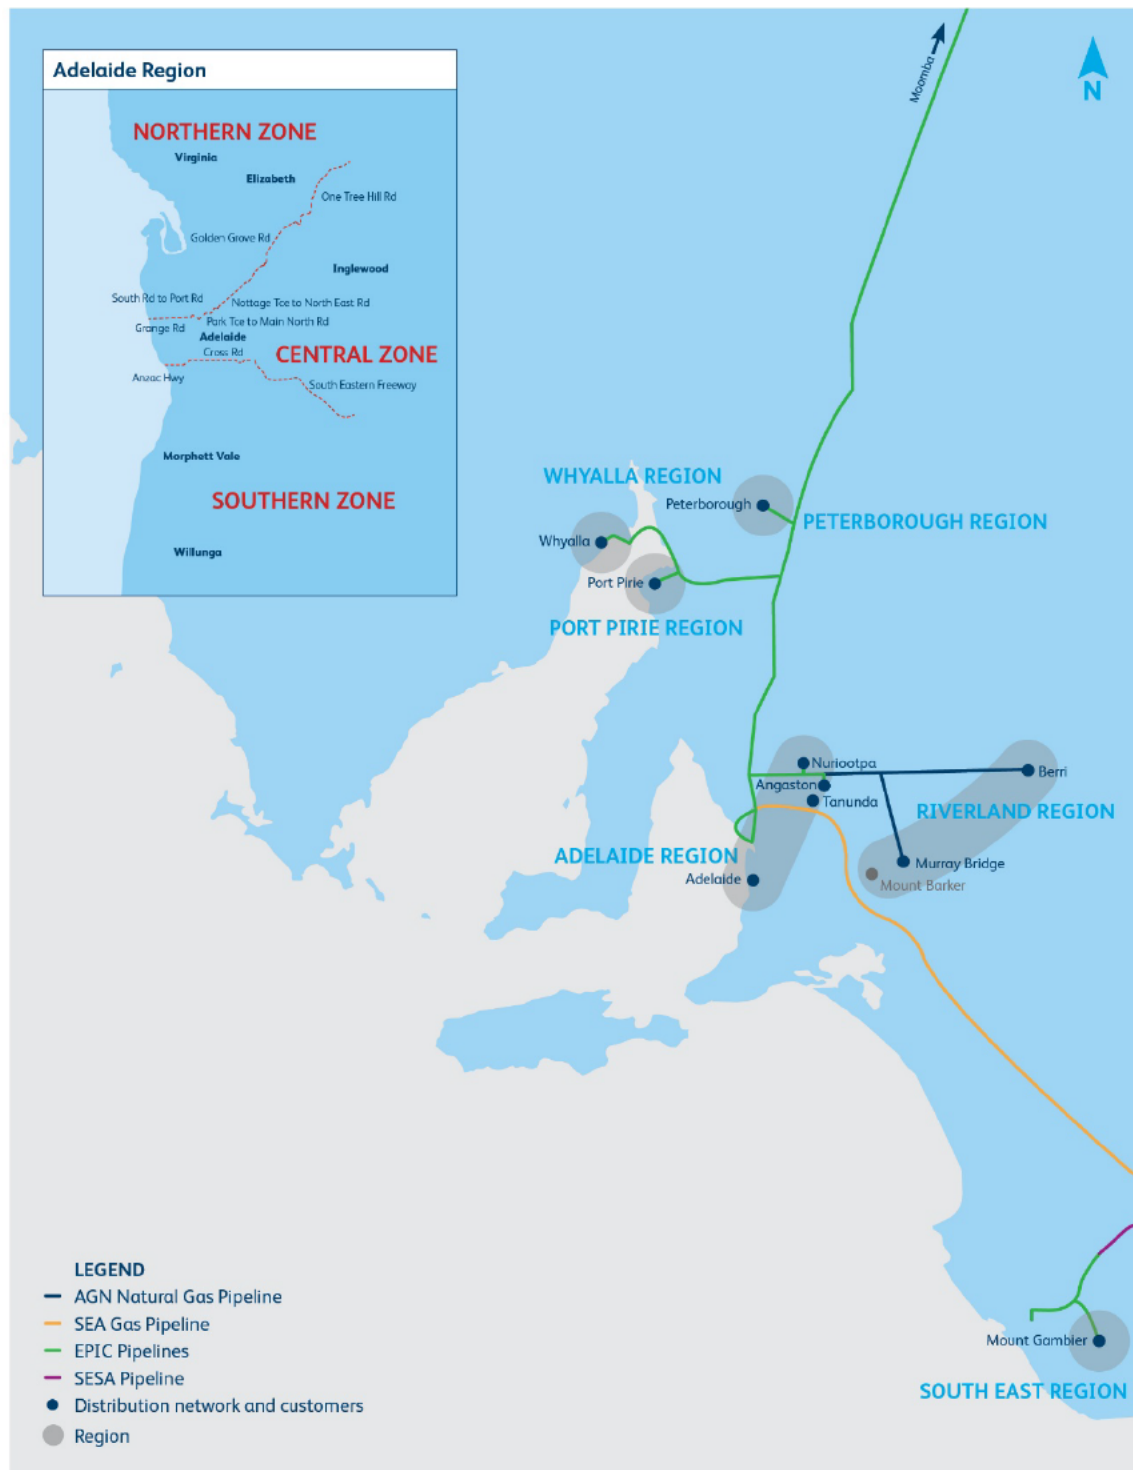 Adelaide Region
NORTHERN ZONE
Virginia
Elizabeth
One Tree Hill Rd
Golden Grove Rd
Inglewood
South Rd to Port Rd
Nottage Tce to North East Rd
Grange Rd
Park Tce to Main North Rd
Adelaide
Cross Rd
CENTRAL ZONE
Anzac Hwy
South Eastern Freeway
Morphett Vale
SOUTHERN ZONE
Willunga
Moomba
N
WHYALLA REGION
Peterborough
PETERBOROUGH REGION
Whyalla
Port Pirie
PORT PIRIE REGION
Nuriootpa
Berri
Angaston
Tanunda
RIVERLAND REGION
ADELAIDE REGION
Murray Bridge
Adelaide
Mount Barker
LEGEND
AGN Natural Gas Pipeline
SEA Gas Pipeline
EPIC Pipelines
SESA Pipeline
Distribution network and customers
Region
Mount Gambier
SOUTH EAST REGION